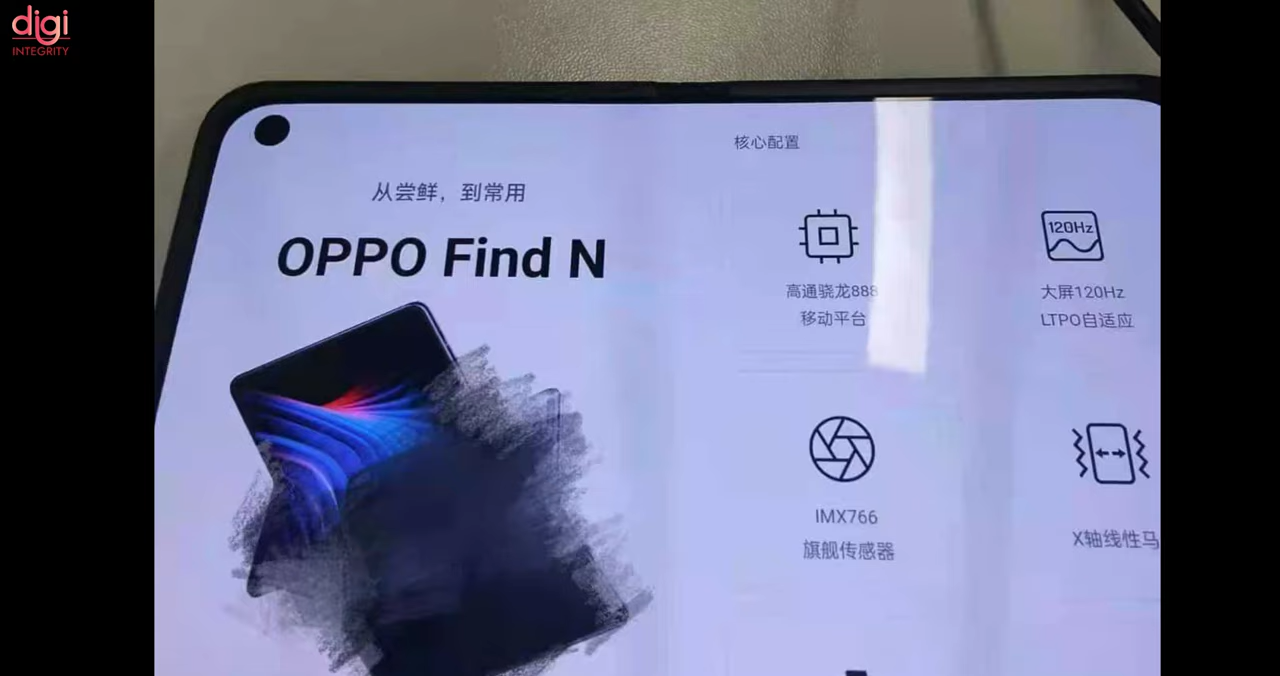 digi
INTEGRITY
从尝鲜，到常用
OPPO Find N
核心配置
高通骁龙888
移动平台
120Hz
大屏120Hz
LTPO自适应
IMX766
旗舰传感器
X轴线性马